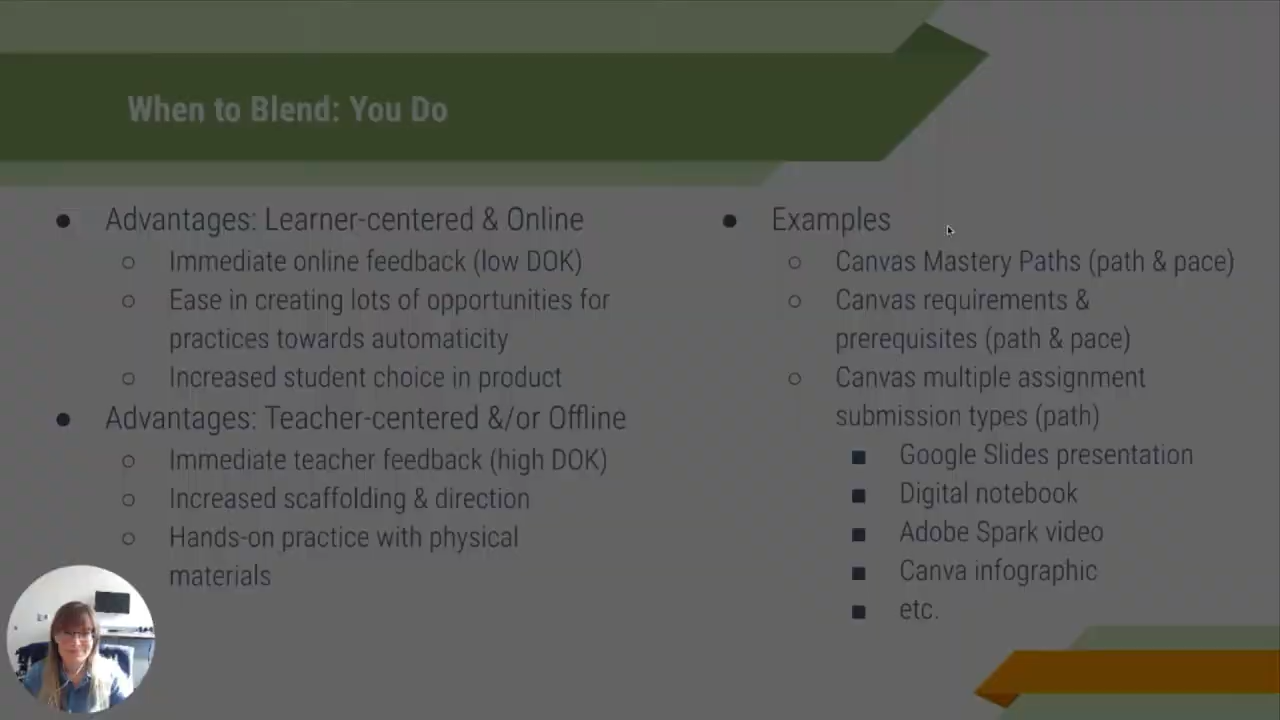 When to Blend: You Do
Advantages: Learner-centered & Online
Immediate online feedback (low DOK)
Ease in creating lots of opportunities for
practices towards automaticity
Increased student choice in product
Advantages: Teacher-centered &/or Offline
Immediate teacher feedback (high DOK)
Increased scaffolding & direction
Hands-on practice with physical
materials
Examples
Canvas Mastery Paths (path & pace)
Canvas requirements &
prerequisites (path & pace)
Canvas multiple assignment
submission types (path)
Google Slides presentation
Digital notebook
Adobe Spark video
Canva infographic
etc.